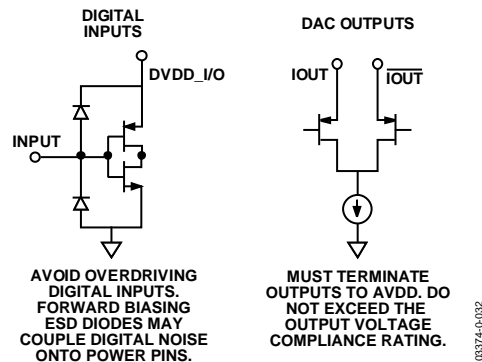 DIGITAL
INPUTS
DVDD_I/O
INPUT
AVOID OVERDRIVING
DIGITAL INPUTS.
FORWARD BIASING
ESD DIODES MAY
COUPLE DIGITAL NOISE
ONTO POWER PINS.
DAC OUTPUTS
IOUT
IOUT
MUST TERMINATE
OUTPUTS TO AVDD. DO
NOT EXCEED THE
OUTPUT VOLTAGE
COMPLIANCE RATING.
03374-0-032